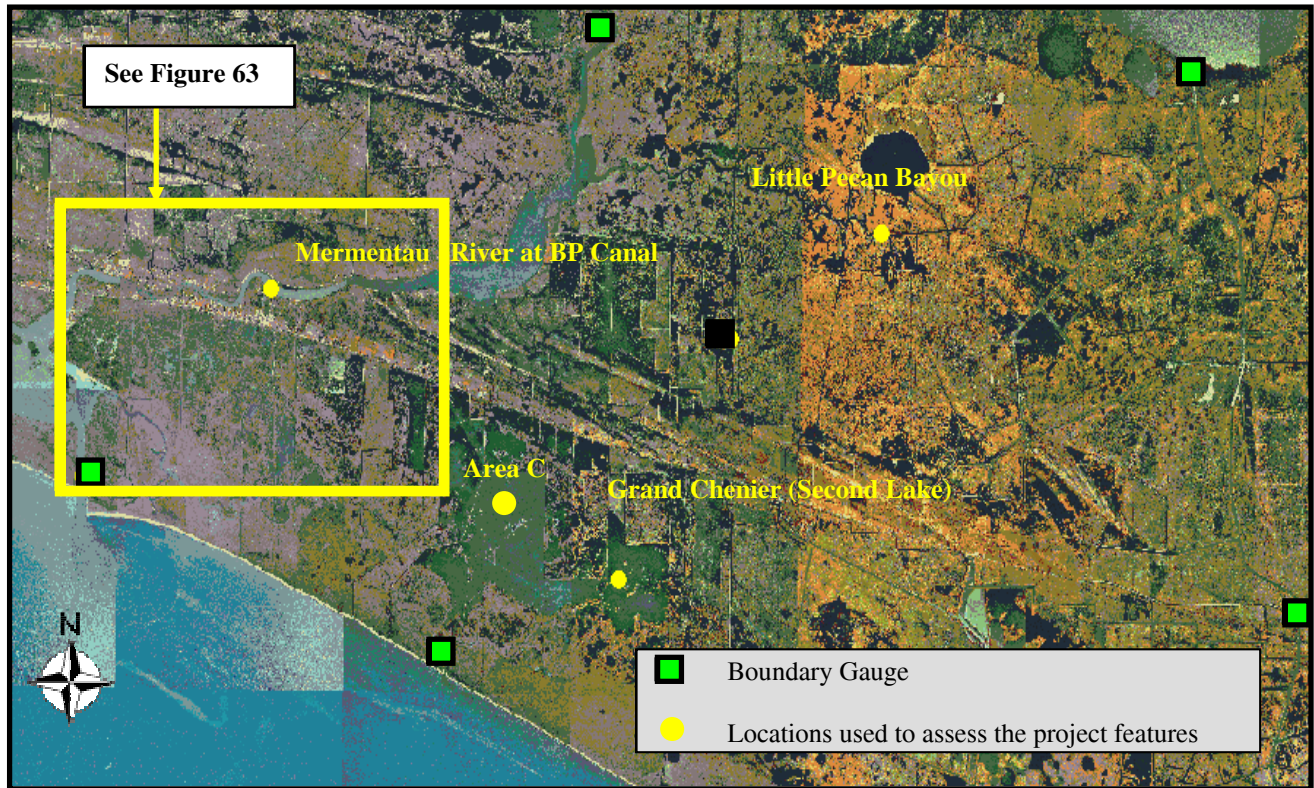 See Figure 63
Little Pecan Bayou
Mermentau River at BP Canal
Area C
Grand Chenier (Second Lake)
N
Boundary Gauge
Locations used to assess the project features